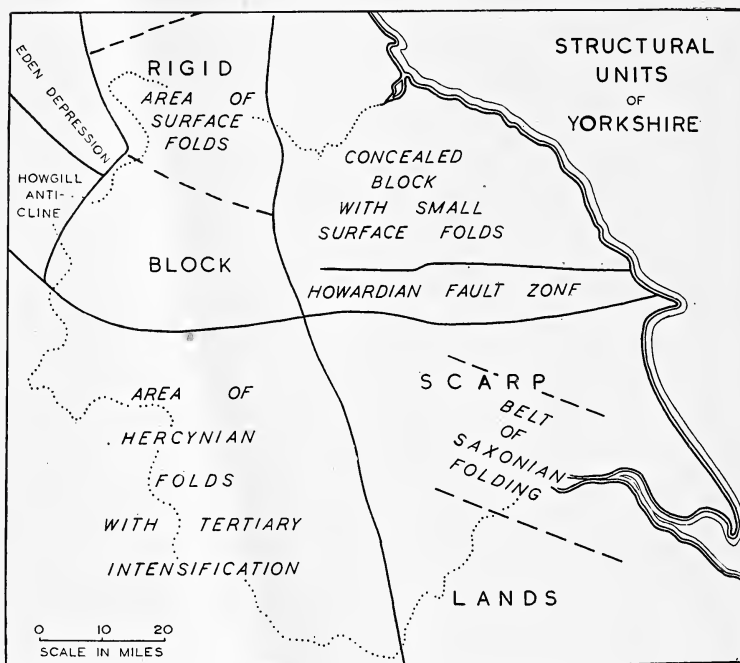 STRUCTURAL
UNITS
OF
YORKSHIRE
EDEN DEPRESSION
HOWGILL
ANTI-
CLINE
RIGID
AREA OF
SURFACE
FOLDS
BLOCK
CONCEALED
BLOCK
WITH SMALL
SURFACE FOLDS
HOWARDIAN FAULT ZONE
SCARP
BELT
OF
SAXONIAN
FOLDING
LANDS
AREA OF
HERCYNIAN
FOLDS
WITH TERTIARY
INTENSIFICATION
0 10 20
SCALE IN MILES